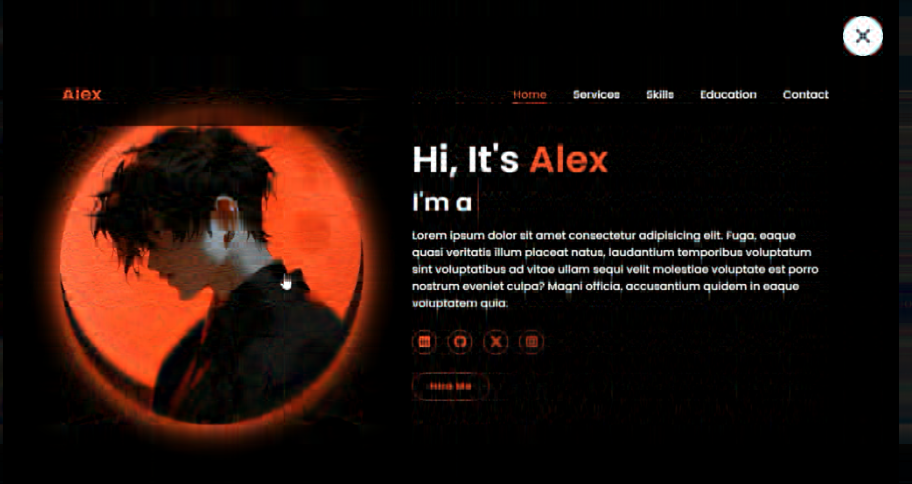 Alex
Home Services Skills Education Contact
Hi, It's Alex
I'm a
Lorem ipsum dolor sit amet consectetur adipisicing elit. Fuga, eaque
quasi veritatis illum placeat natus, laudantium temporibus voluptatum
sint voluptatibus ad vitae ullam sequi velit molestiae voluptate est porro
nostrum eveniet culpa? Magni officia, accusantium quidem in eaque
voluptatem quia.
Hire Me